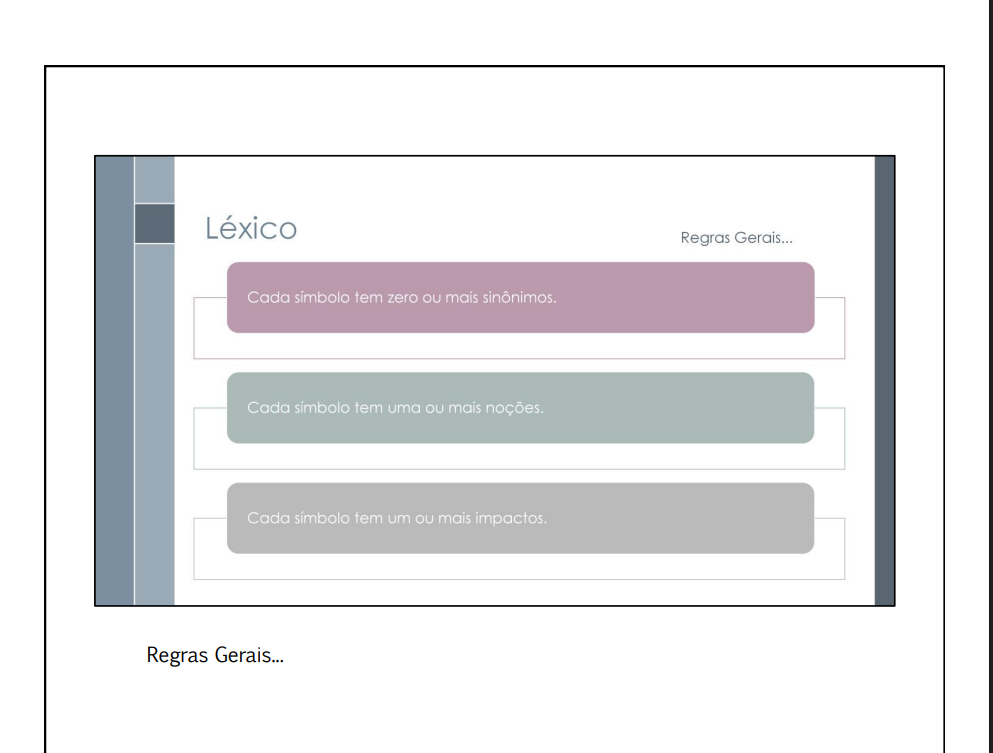 Léxico
Regras Gerais...
Cada símbolo tem zero ou mais sinônimos.
Cada símbolo tem uma ou mais noções.
Cada símbolo tem um ou mais impactos.
Regras Gerais...